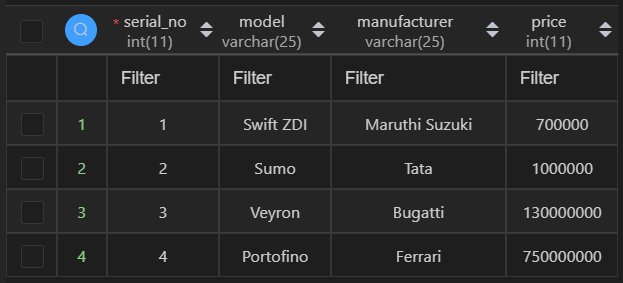 * serial_no model manufacturer price
int(11) varchar(25) varchar(25) int(11)
Filter Filter Filter Filter
1 1 Swift ZDI Maruthi Suzuki 700000
2 2 Sumo Tata 1000000
3 3 Veyron Bugatti 130000000
4 4 Portofino Ferrari 750000000